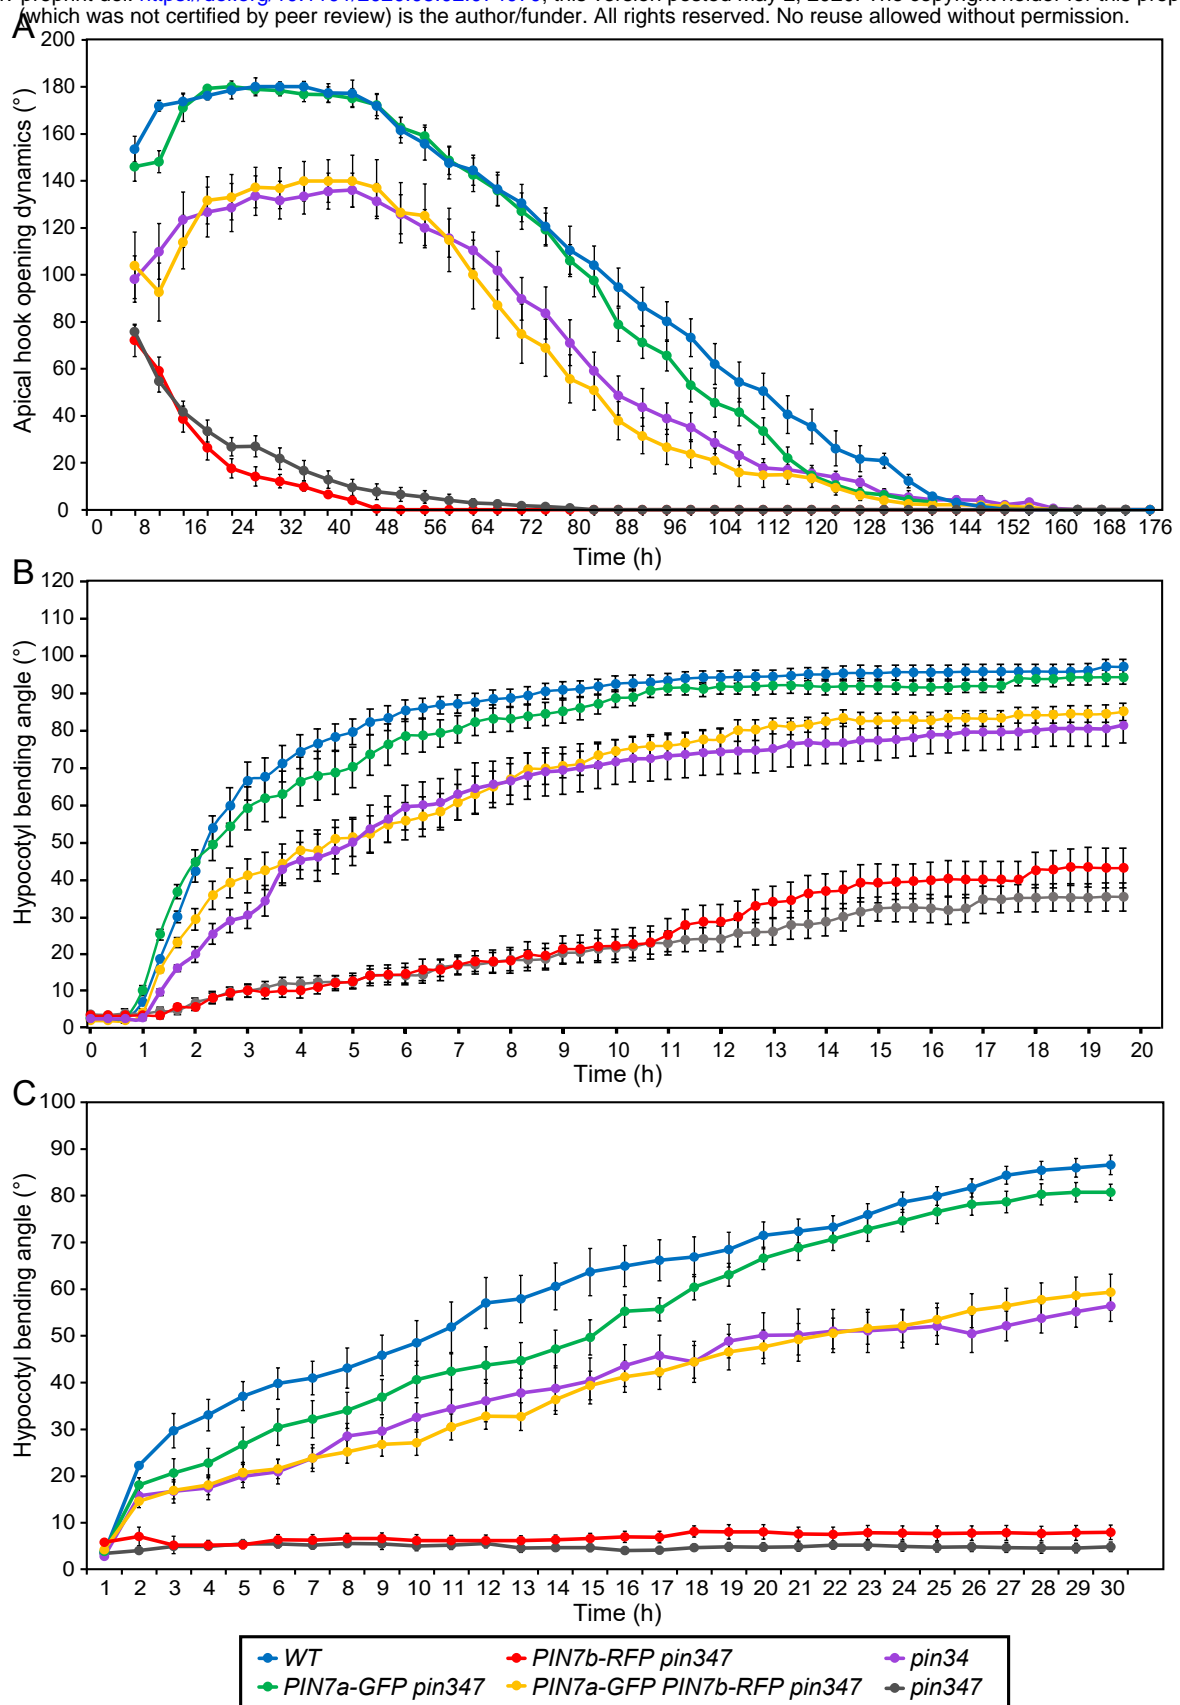 (which was not certified by peer review) is the author/funder. All rights reserved. No reuse allowed without permission.
A
200
180
160
140
120
100
80
60
40
20
0
Apical hook opening dynamics (°)
0 8 16 24 32 40 48 56 64 72 80 88 96 104 112 120 128 136 144 152 160 168 176
Time (h)
B
120
110
100
90
80
70
60
50
40
30
20
10
0
Hypocotyl bending angle (°)
0 1 2 3 4 5 6 7 8 9 10 11 12 13 14 15 16 17 18 19 20
Time (h)
C
100
90
80
70
60
50
40
30
20
10
0
Hypocotyl bending angle (°)
1 2 3 4 5 6 7 8 9 10 11 12 13 14 15 16 17 18 19 20 21 22 23 24 25 26 27 28 29 30
Time (h)
WT PIN7b-RFP pin347 pin34
PIN7a-GFP pin347 PIN7a-GFP PIN7b-RFP pin347 pin347